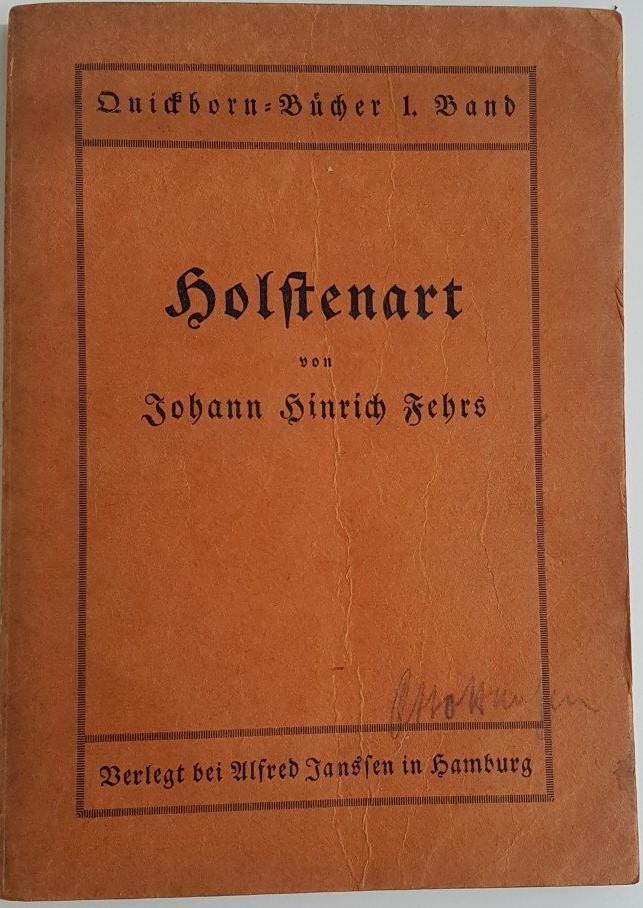 Quickborn=Bücher 1. Band
Holſtenart
von
Johann Hinrich Fehrs
Verlegt bei Alfred Janſſen in Hamburg